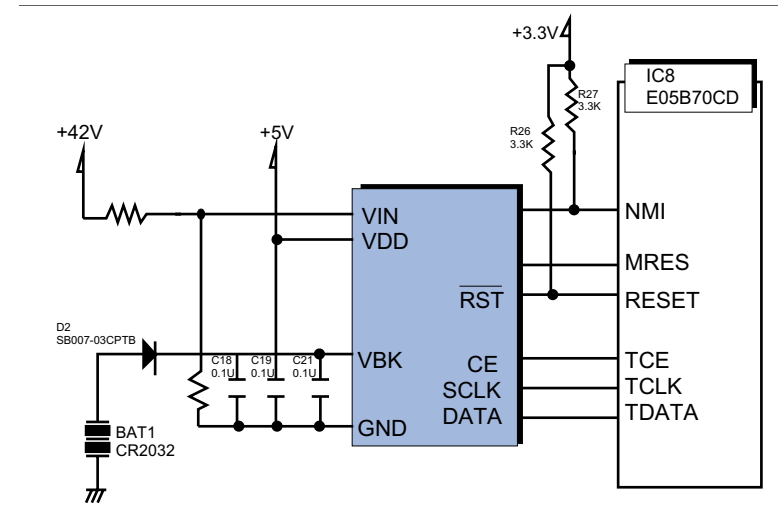 +3.3V
IC8
E05B70CD
R27
3.3K
R26
3.3K
+42V
+5V
VIN
VDD
RST
VBK
CE
SCLK
DATA
GND
NMI
MRES
RESET
TCE
TCLK
TDATA
D2
SB007-03CPTB
C18
0.1U
C19
0.1U
C21
0.1U
BAT1
CR2032